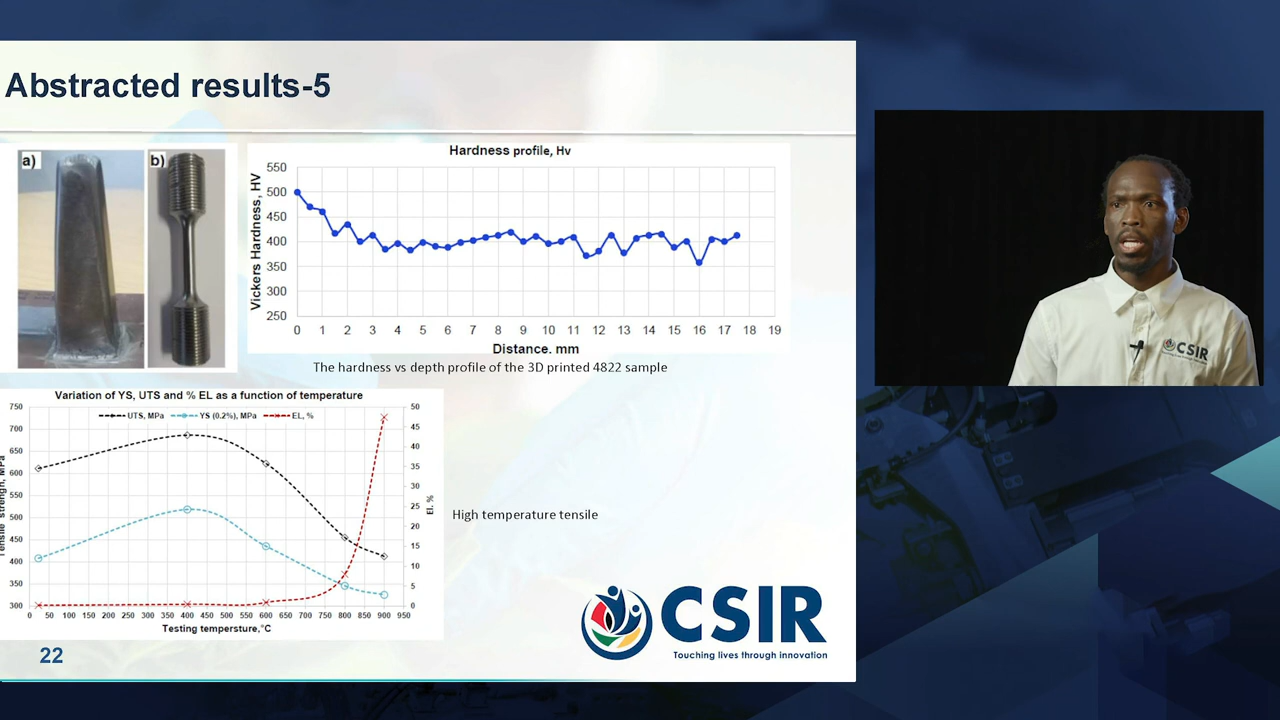 Abstracted results-5
a)
b)
Hardness profile, Hv
Vickers Hardness, HV
550
500
450
400
350
300
250
0 1 2 3 4 5 6 7 8 9 10 11 12 13 14 15 16 17 18 19
Distance. mm
The hardness vs depth profile of the 3D printed 4822 sample
Variation of YS, UTS and % EL as a function of temperature
UTS, MPa YS (0.2%), MPa EL, %
750
700
650
600
550
500
450
400
350
300
50
45
40
35
30
25
20
15
10
5
0
El. %
0 50 100 150 200 250 300 350 400 450 500 550 600 650 700 750 800 850 900 950
Testing tempersture,°C
High temperature tensile
CSIR
Touching lives through innovation
22
CSIR